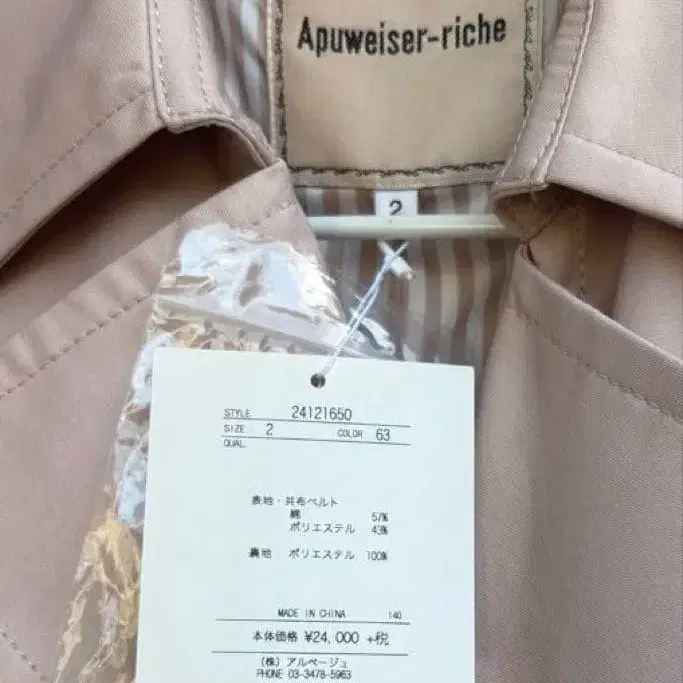 Apuweiser-riche
2
STYLE 24121650
SIZE 2 COLOR 63
QUAL.
表地・共布ベルト
綿 57%
ポリエステル 43%
裏地 ポリエステル 100%
MADE IN CHINA 140
本体価格 ¥24,000 +税
(株) アルページュ
PHONE 03-3478-5963